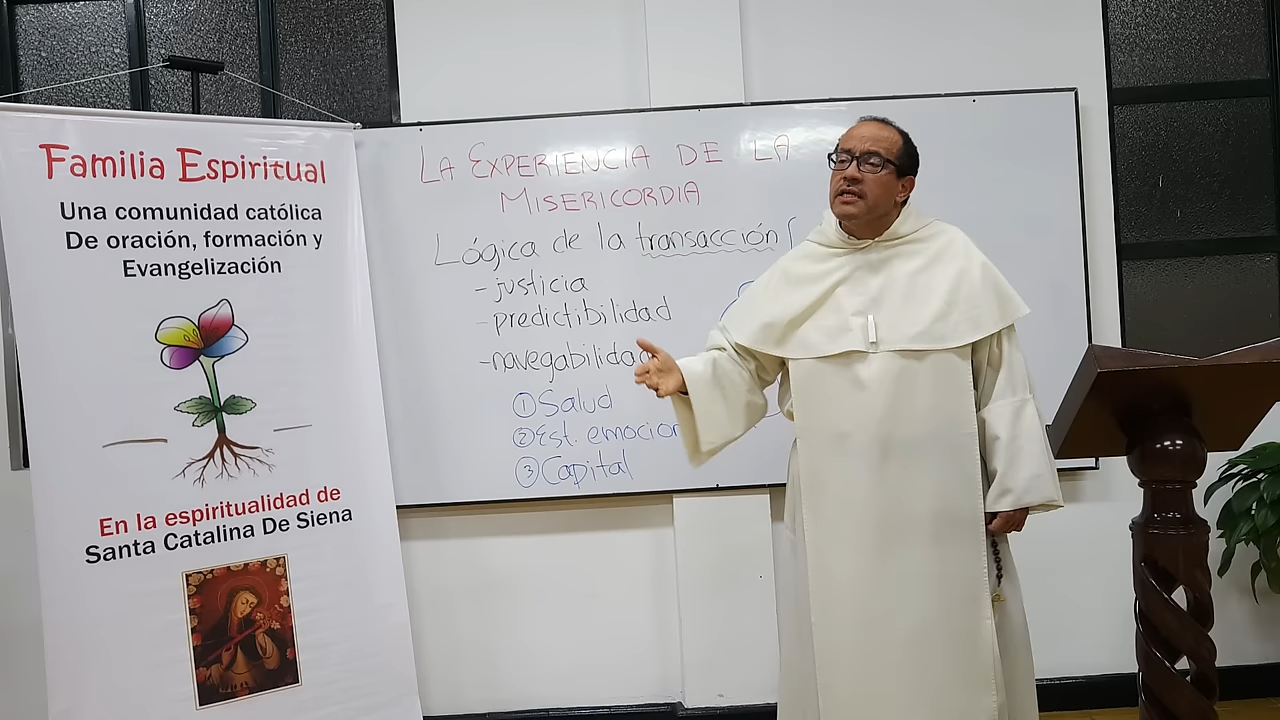 Familia Espiritual
Una comunidad católica
De oración, formación y
Evangelización
En la espiritualidad de
Santa Catalina De Siena
LA EXPERIENCIA DE LA
MISERICORDIA
Lógica de la transacción
- justicia
- predictibilidad
- navegabilidad
① Salud
② Est. emocion
③ Capital